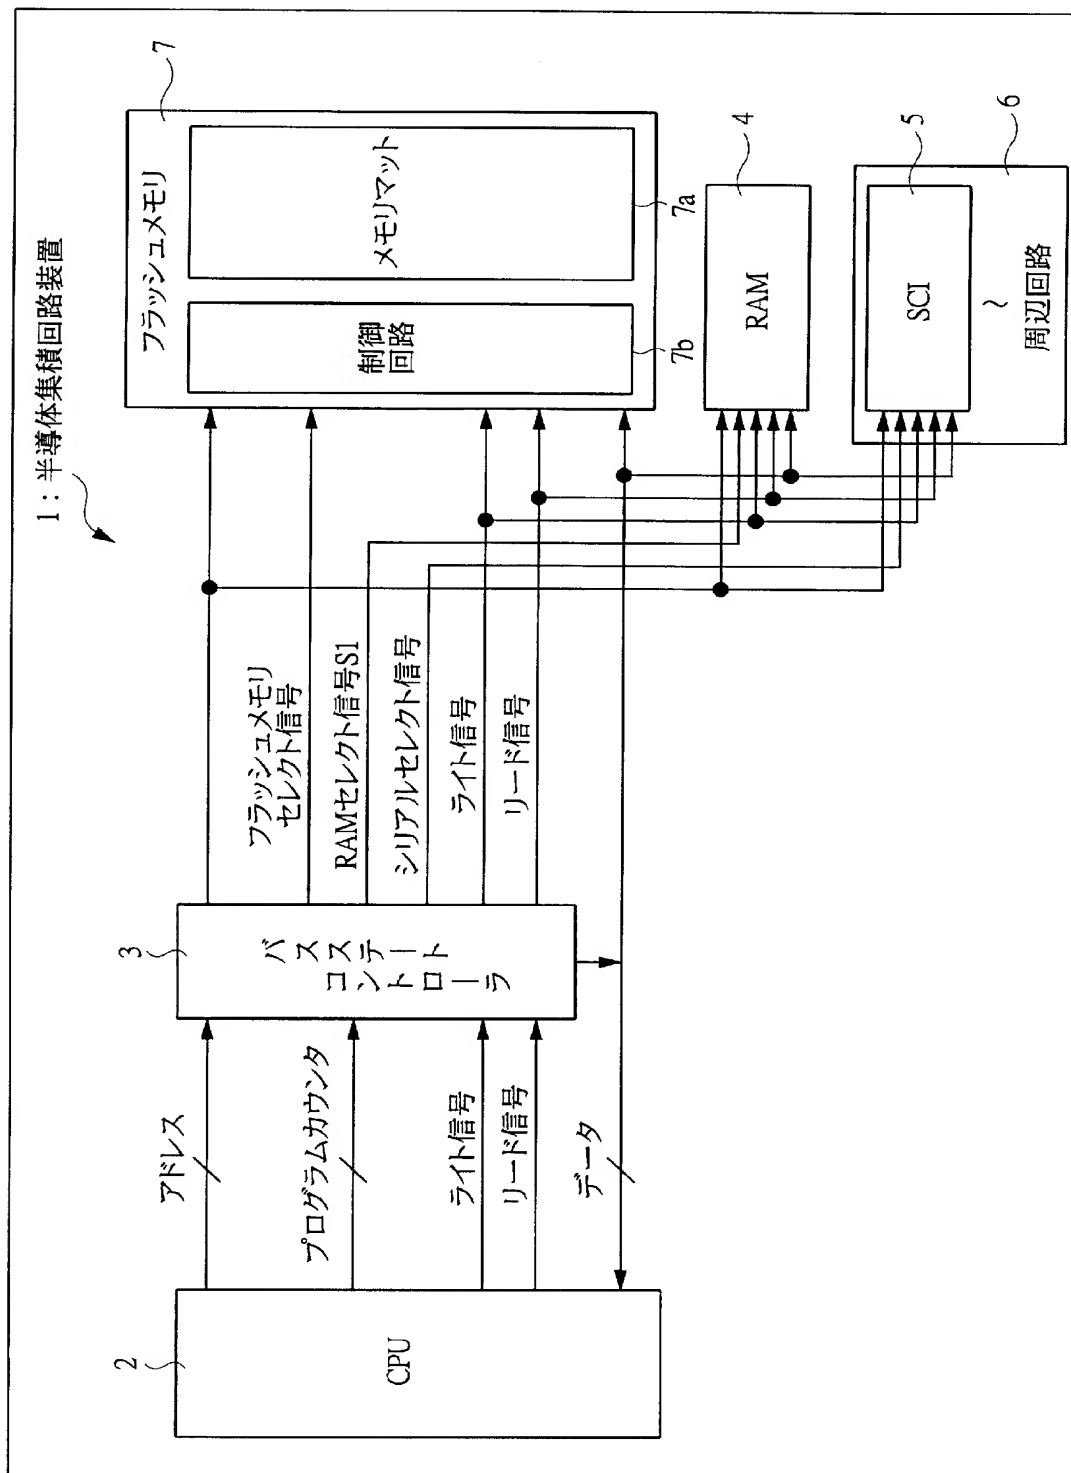 1：半導体集積回路装置
フラッシュメモリ
7
メモリマット
7a
制御
回路
7b
RAM
4
SCI
5
～
周辺回路
6
フラッシュメモリ
セレクト信号
RAMセレクト信号S1
シリアルセレクト信号
ライト信号
リード信号
3
バスステート
コントローラ
アドレス
プログラムカウンタ
ライト信号
リード信号
データ
2
CPU